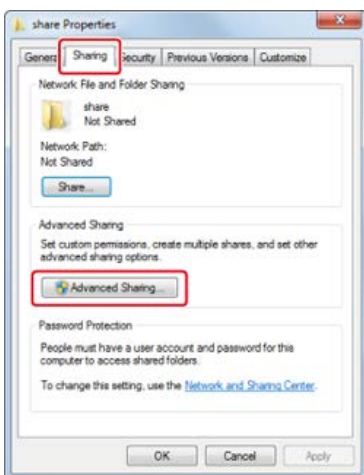 share Properties
General Sharing Security Previous Versions Customize
Network File and Folder Sharing
share
Not Shared
Network Path:
Not Shared
Share...
Advanced Sharing
Set custom permissions, create multiple shares, and set other
advanced sharing options.
Advanced Sharing...
Password Protection
People must have a user account and password for this
computer to access shared folders.
To change this setting, use the Network and Sharing Center.
OK Cancel Apply